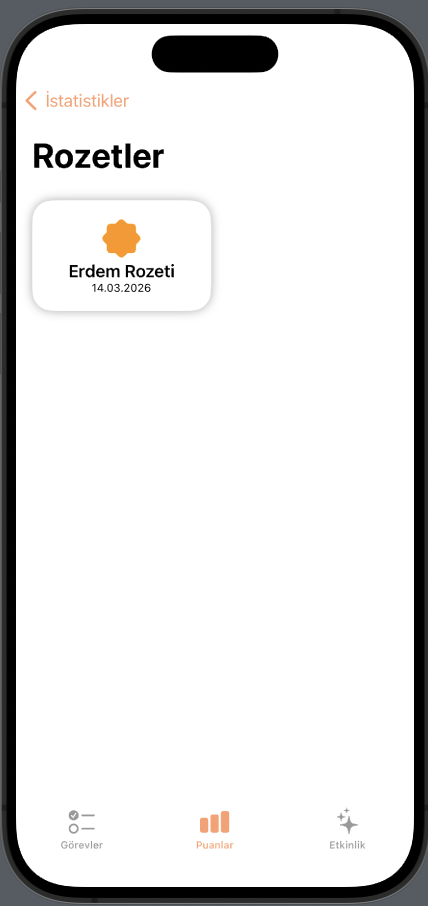 İstatistikler
Rozetler
Erdem Rozeti
14.03.2026
Görevler
Puanlar
Etkinlik